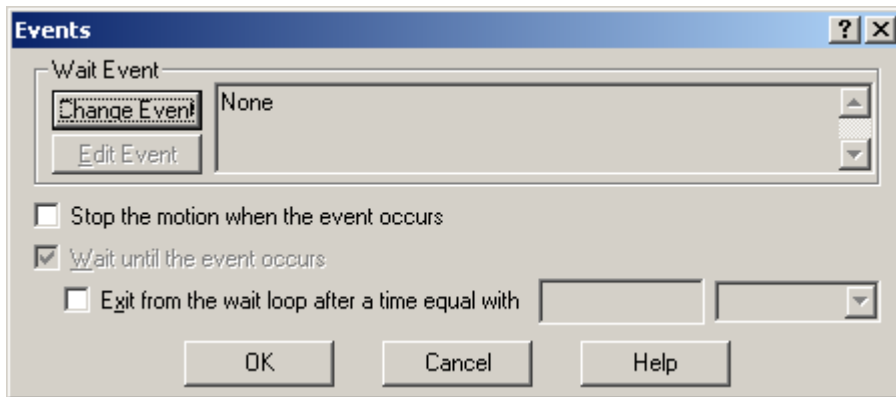 Events
Wait Event
Change Event
None
Edit Event
Stop the motion when the event occurs
Wait until the event occurs
Exit from the wait loop after a time equal with
OK Cancel Help